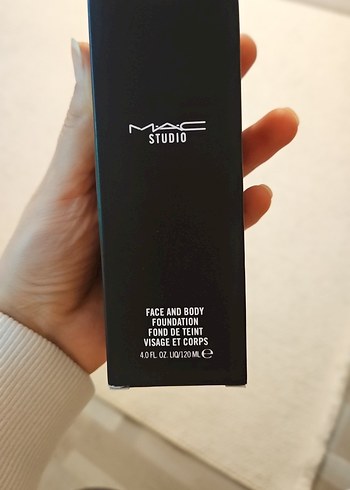 MAC
STUDIO
FACE AND BODY
FOUNDATION
FOND DE TEINT
VISAGE ET CORPS
4.0 FL. OZ. LIQ/120 ML ℮